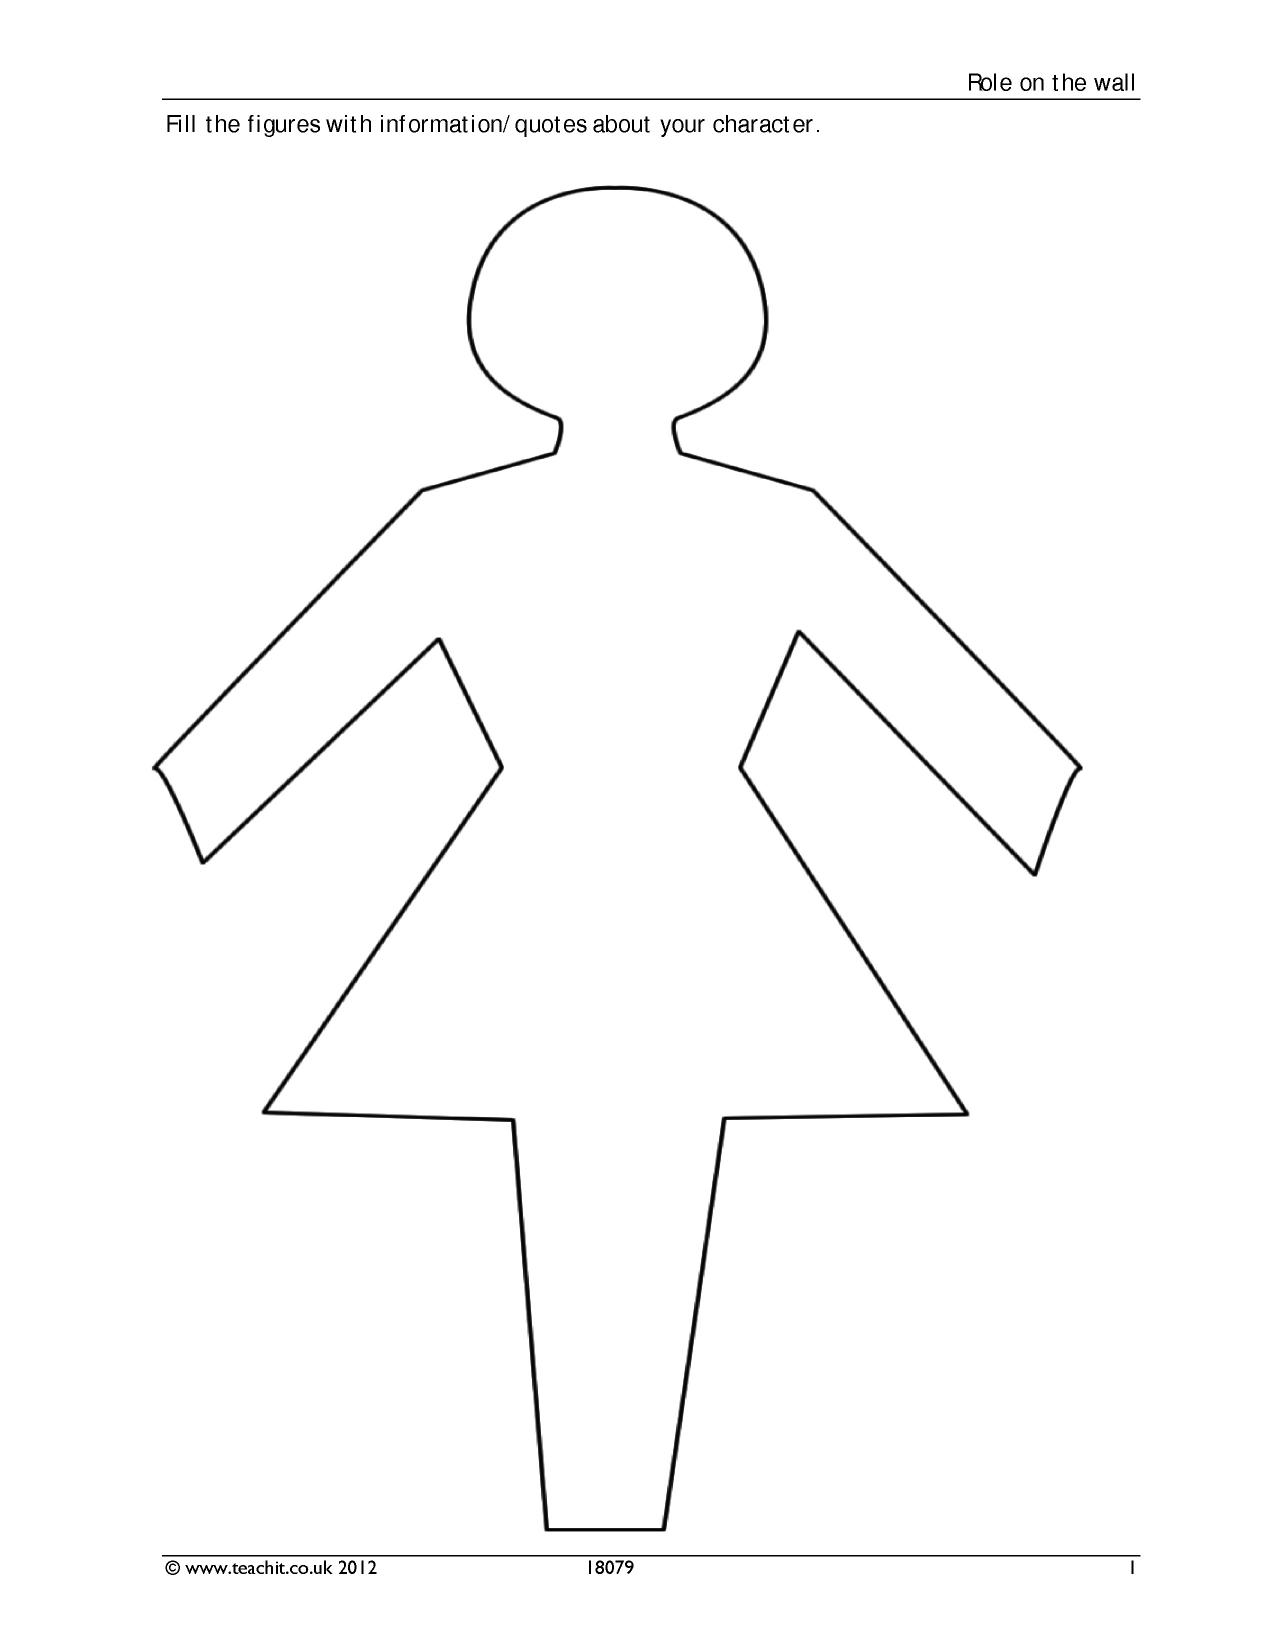 Role on the wall
Fill the figures with information/quotes about your character.
© www.teachit.co.uk 2012 18079 1